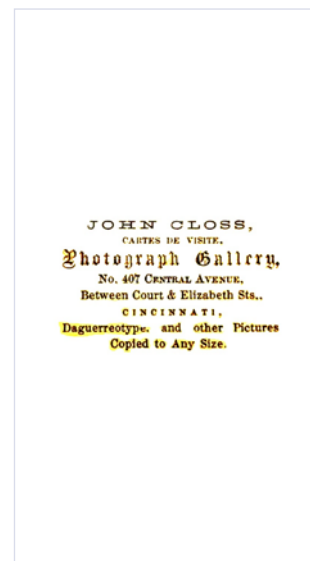 JOHN CLOSS,
CARTES DE VISITE,
Photograph Gallery,
No. 407 CENTRAL AVENUE,
Between Court & Elizabeth Sts..
CINCINNATI,
Daguerreotype. and other Pictures
Copied to Any Size.